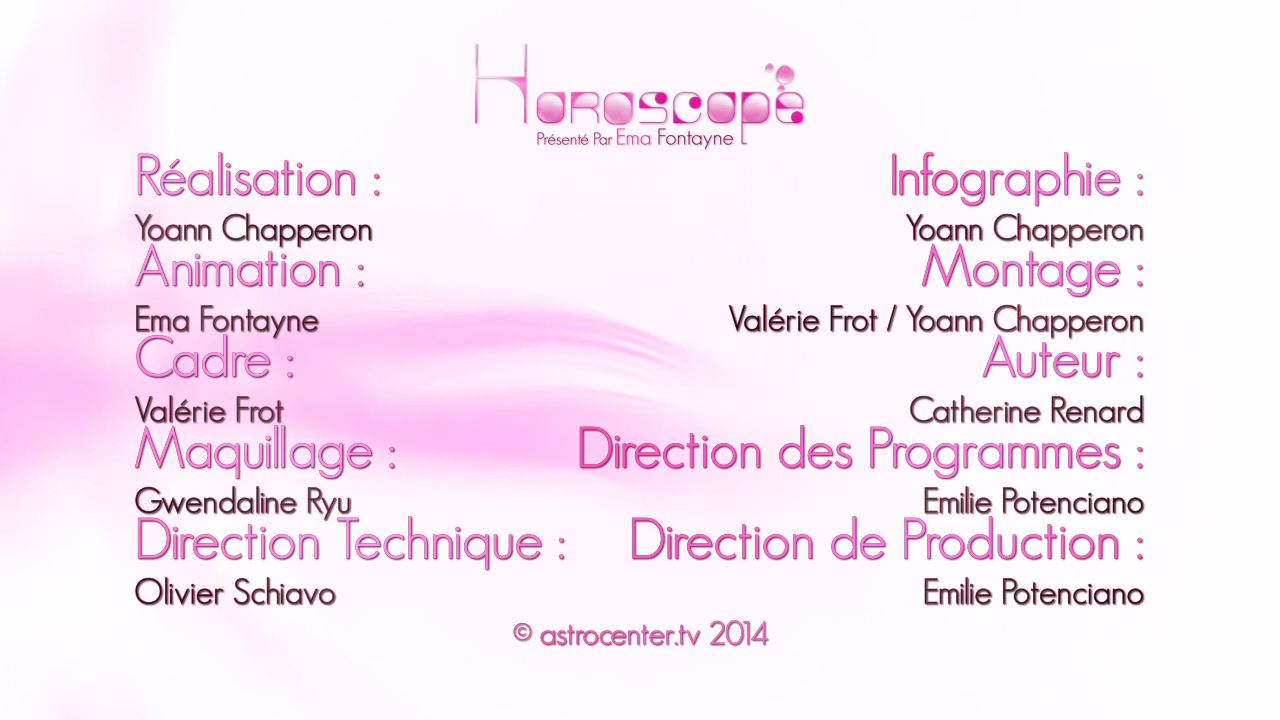 Horoscope
Présenté Par Ema Fontayne
Réalisation :
Yoann Chapperon
Animation :
Ema Fontayne
Cadre :
Valérie Frot
Maquillage :
Gwendaline Ryu
Direction Technique :
Olivier Schiavo
Infographie :
Yoann Chapperon
Montage :
Valérie Frot / Yoann Chapperon
Auteur :
Catherine Renard
Direction des Programmes :
Emilie Potenciano
Direction de Production :
Emilie Potenciano
© astrocenter.tv 2014